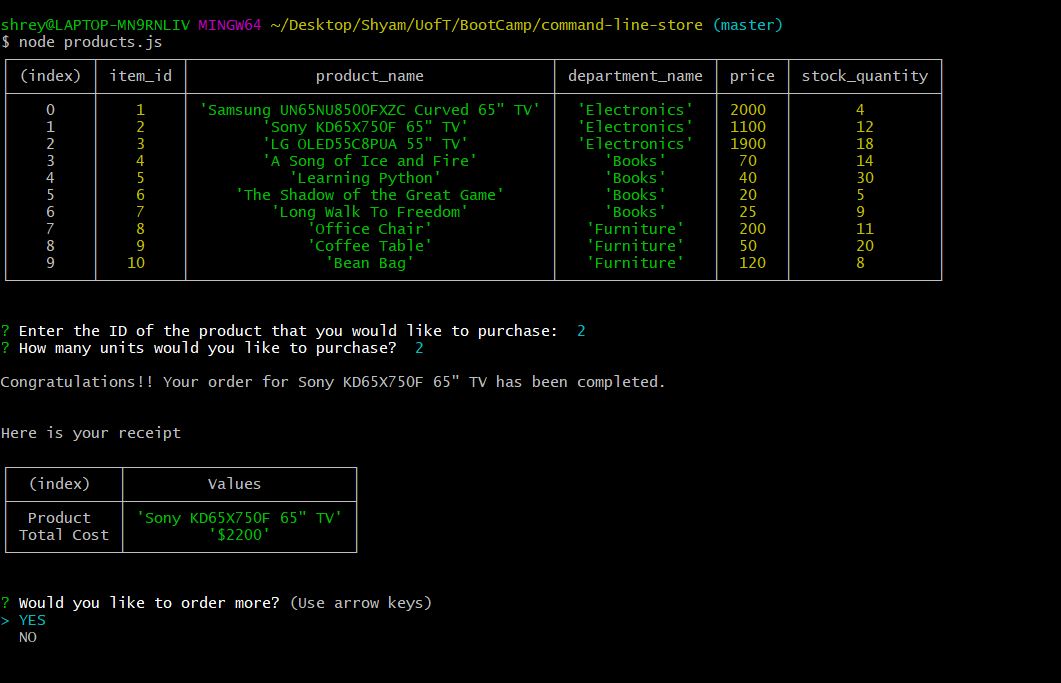 shrey@LAPTOP-MN9RNLIV MINGW64 ~/Desktop/Shyam/UofT/BootCamp/command-line-store (master)
$ node products.js
(index) item_id product_name department_name price stock_quantity
0 1 'Samsung UN65NU8500FXZC Curved 65" TV' 'Electronics' 2000 4
1 2 'Sony KD65X750F 65" TV' 'Electronics' 1100 12
2 3 'LG OLED55C8PUA 55" TV' 'Electronics' 1900 18
3 4 'A Song of Ice and Fire' 'Books' 70 14
4 5 'Learning Python' 'Books' 40 30
5 6 'The Shadow of the Great Game' 'Books' 20 5
6 7 'Long Walk To Freedom' 'Books' 25 9
7 8 'Office Chair' 'Furniture' 200 11
8 9 'Coffee Table' 'Furniture' 50 20
9 10 'Bean Bag' 'Furniture' 120 8
? Enter the ID of the product that you would like to purchase: 2
? How many units would you like to purchase? 2
Congratulations!! Your order for Sony KD65X750F 65" TV has been completed.
Here is your receipt
(index) Values
Product 'Sony KD65X750F 65" TV'
Total Cost '$2200'
? Would you like to order more? (Use arrow keys)
> YES
NO